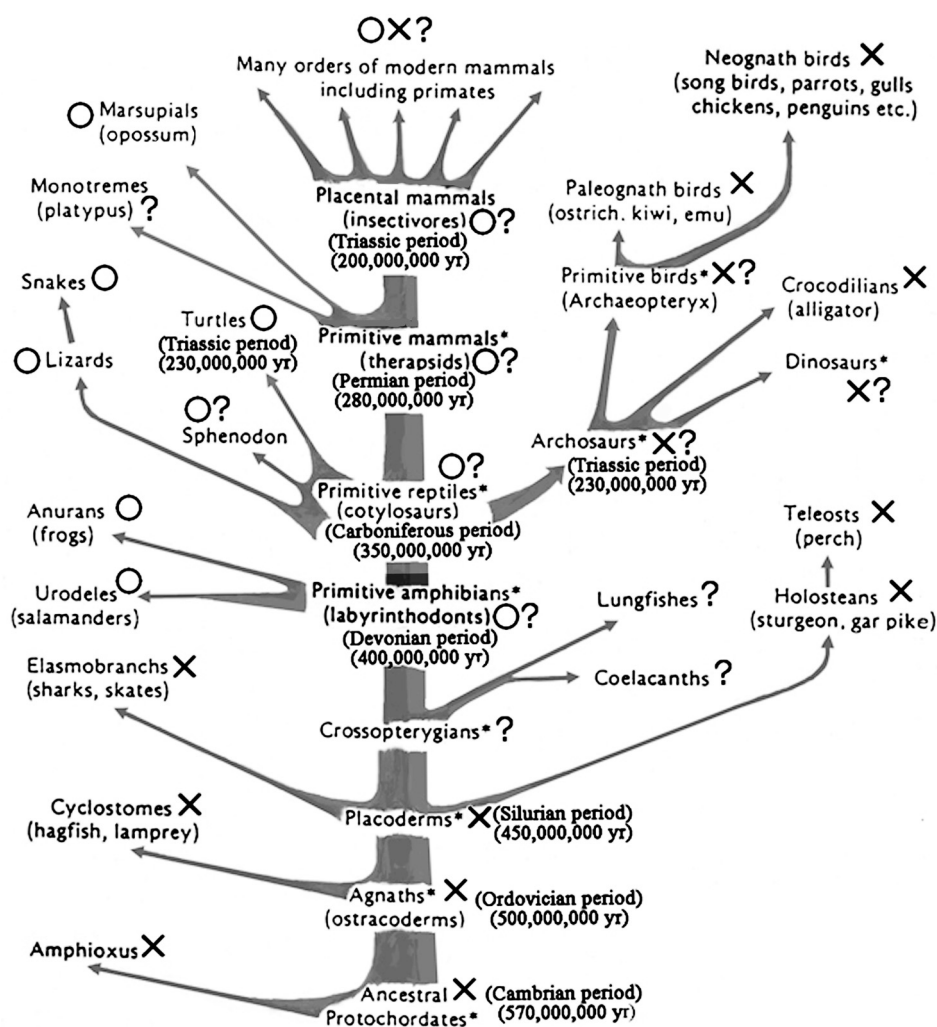 ○×?
Many orders of modern mammals
including primates
Neognath birds ×
(song birds, parrots, gulls
chickens, penguins etc.)
○ Marsupials
(opossum)
Monotremes
(platypus) ?
Placental mammals
(insectivores) ○?
(Triassic period)
(200,000,000 yr)
Paleognath birds ×
(ostrich. kiwi, emu)
Snakes ○
Primitive birds* ×?
(Archaeopteryx)
Crocodilians ×
(alligator)
Turtles ○
(Triassic period)
(230,000,000 yr)
Primitive mammals*
(therapsids) ○?
(Permian period)
(280,000,000 yr)
○ Lizards
Dinosaurs*
×?
○?
Sphenodon
Archosaurs* ×?
(Triassic period)
(230,000,000 yr)
○?
Primitive reptiles*
(cotylosaurs)
(Carboniferous period)
(350,000,000 yr)
Anurans ○
(frogs)
Teleosts ×
(perch)
Urodeles ○
(salamanders)
Primitive amphibians*
(labyrinthodonts) ○?
(Devonian period)
(400,000,000 yr)
Lungfishes ?
Holosteans ×
(sturgeon, gar pike)
Elasmobranchs ×
(sharks, skates)
Coelacanths ?
Crossopterygians* ?
Cyclostomes ×
(hagfish, lamprey)
Placoderms* × (Silurian period)
(450,000,000 yr)
Agnaths* × (Ordovician period)
(ostracoderms) (500,000,000 yr)
Amphioxus ×
Ancestral × (Cambrian period)
Protochordates* (570,000,000 yr)